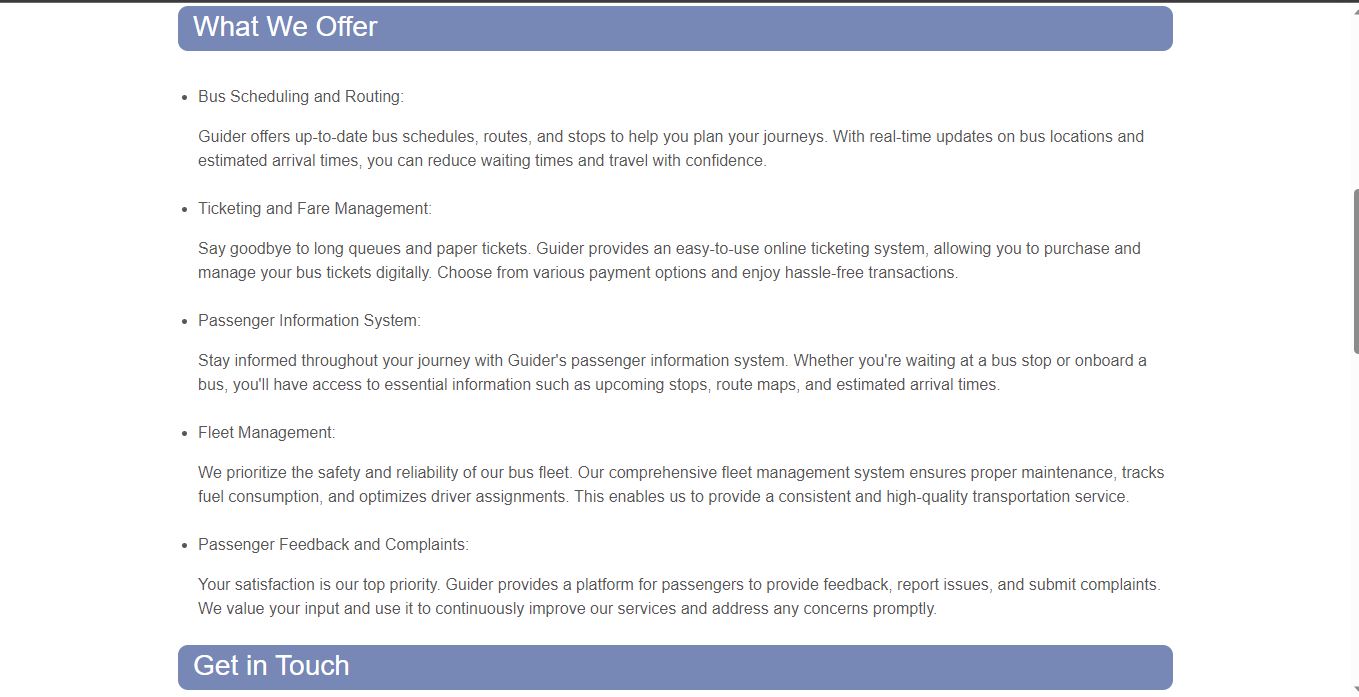 What We Offer
• Bus Scheduling and Routing:
Guider offers up-to-date bus schedules, routes, and stops to help you plan your journeys. With real-time updates on bus locations and
estimated arrival times, you can reduce waiting times and travel with confidence.
• Ticketing and Fare Management:
Say goodbye to long queues and paper tickets. Guider provides an easy-to-use online ticketing system, allowing you to purchase and
manage your bus tickets digitally. Choose from various payment options and enjoy hassle-free transactions.
• Passenger Information System:
Stay informed throughout your journey with Guider's passenger information system. Whether you're waiting at a bus stop or onboard a
bus, you'll have access to essential information such as upcoming stops, route maps, and estimated arrival times.
• Fleet Management:
We prioritize the safety and reliability of our bus fleet. Our comprehensive fleet management system ensures proper maintenance, tracks
fuel consumption, and optimizes driver assignments. This enables us to provide a consistent and high-quality transportation service.
• Passenger Feedback and Complaints:
Your satisfaction is our top priority. Guider provides a platform for passengers to provide feedback, report issues, and submit complaints.
We value your input and use it to continuously improve our services and address any concerns promptly.
Get in Touch